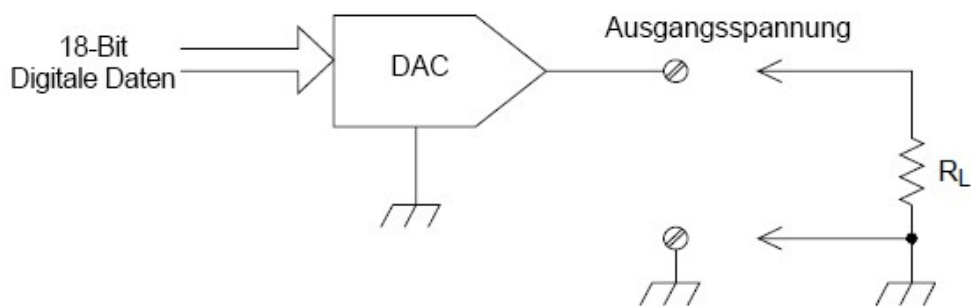 18-Bit
Digitale Daten
DAC
Ausgangsspannung
RL